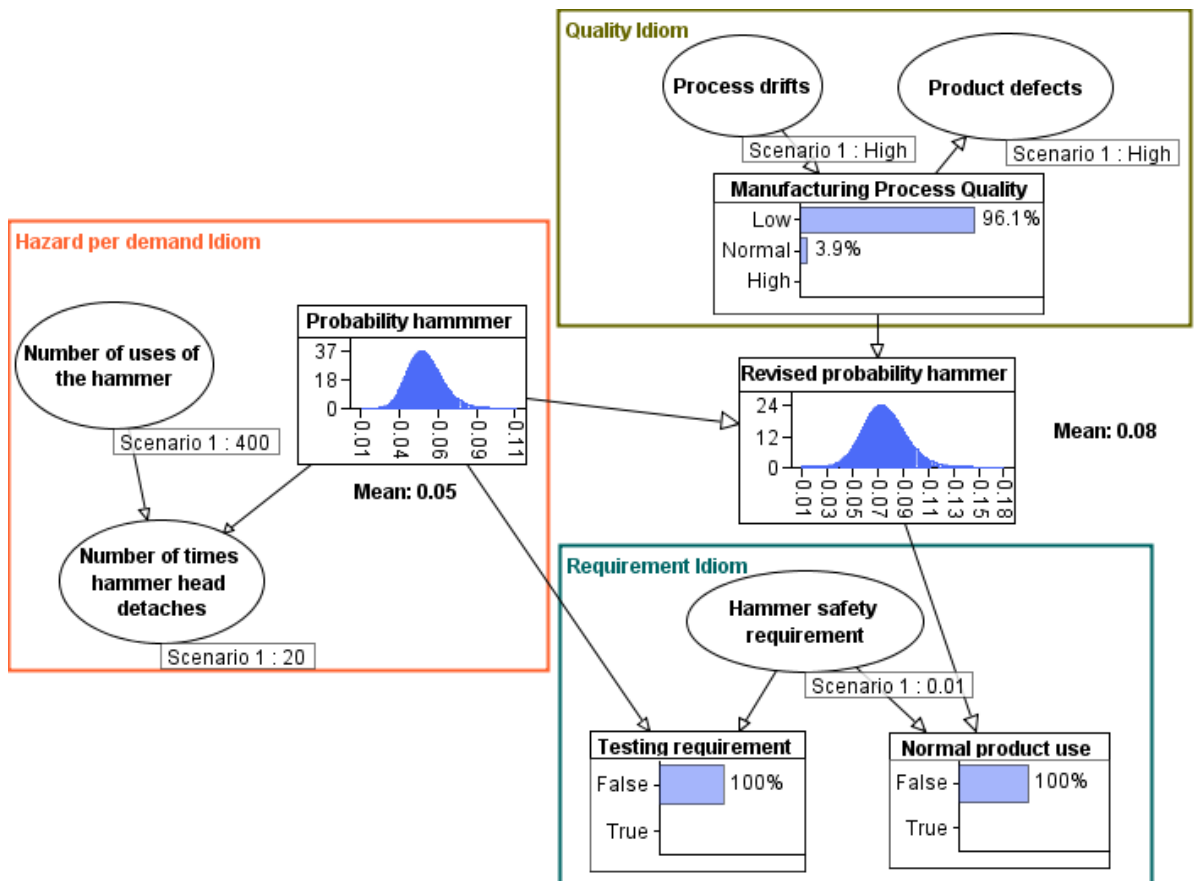 Quality Idiom
Process drifts
Product defects
Scenario 1 : High
Scenario 1 : High
Manufacturing Process Quality
Low
96.1%
Normal
3.9%
High
Hazard per demand Idiom
Number of uses of
the hammer
Scenario 1 : 400
Probability hammmer
37
18
0
0.01
0.04
0.06
0.09
0.11
Mean: 0.05
Number of times
hammer head
detaches
Scenario 1 : 20
Revised probability hammer
24
12
0
0.01
0.03
0.05
0.07
0.09
0.11
0.13
0.15
0.18
Mean: 0.08
Requirement Idiom
Hammer safety
requirement
Scenario 1 : 0.01
Testing requirement
False
100%
True
Normal product use
False
100%
True